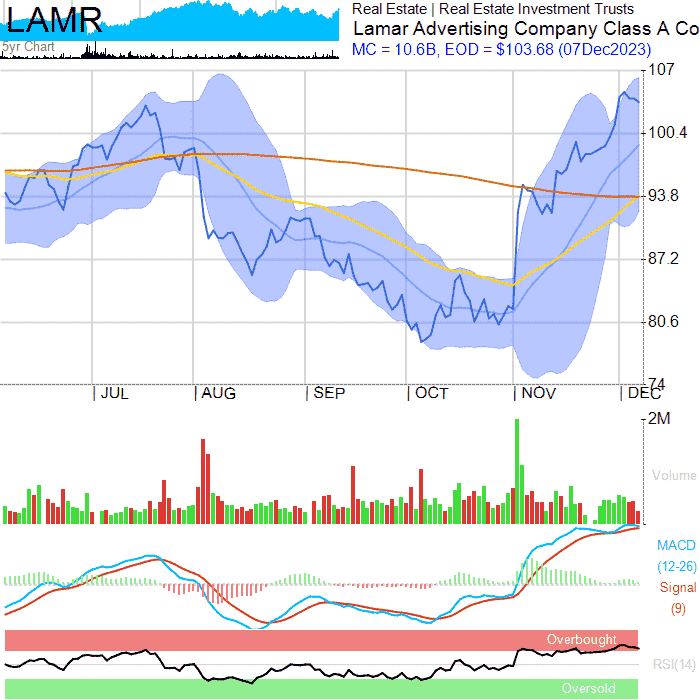 LAMR
5yr Chart
Real Estate | Real Estate Investment Trusts
Lamar Advertising Company Class A Co
MC = 10.6B, EOD = $103.68 (07Dec2023)
107
100.4
93.8
87.2
80.6
74
JUL AUG SEP OCT NOV DEC
2M
Volume
MACD
(12-26)
Signal
(9)
Overbought
RSI(14)
Oversold